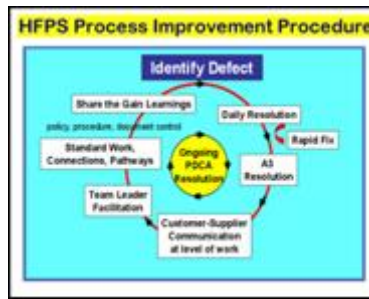 HFPS Process Improvement Procedure
Identify Defect
Share the Gain Learnings
Daily Resolution
policy, procedure, document control
Rapid Fix
Standard Work,
Connections, Pathways
Ongoing
PDCA
Resolution
A3
Resolution
Team Leader
Facilitation
Customer-Supplier
Communication
at level of work